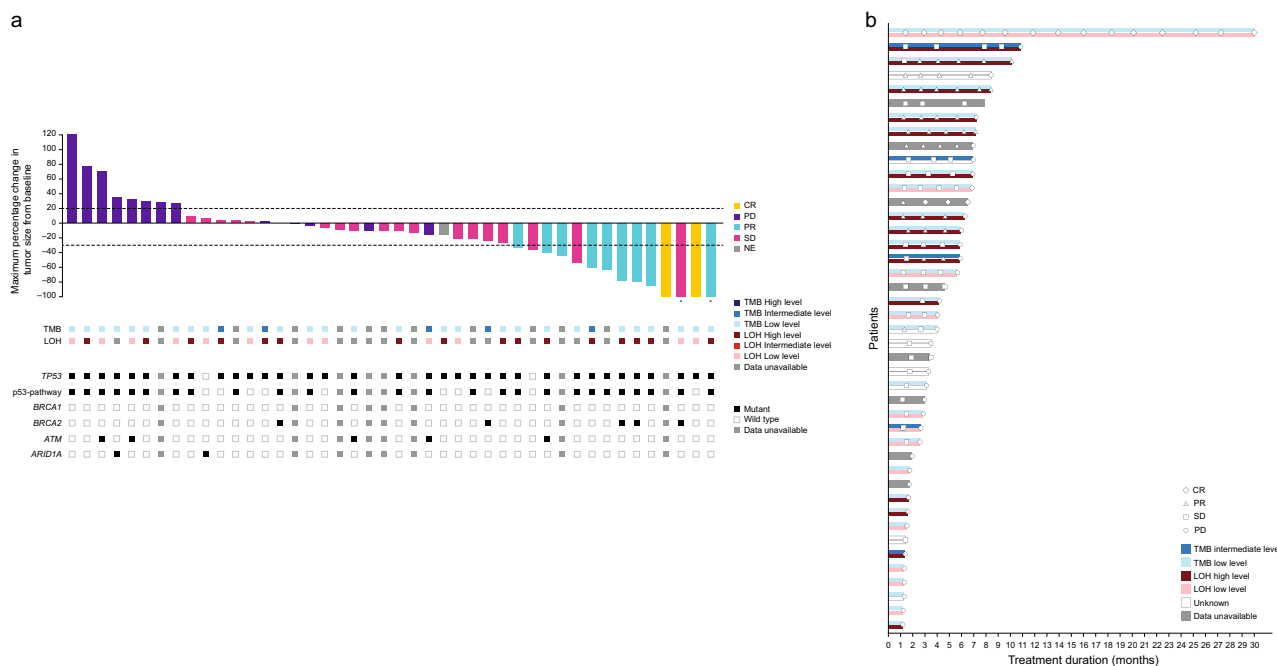 a
Maximum percentage change in
tumor size from baseline
120
100
80
60
40
20
0
−20
−40
−60
−80
−100
*
*
CR
PD
PR
SD
NE
TMB High level
TMB Intermediate level
TMB Low level
LOH High level
LOH Intermediate level
LOH Low level
Data unavailable
TMB
LOH
TP53
p53-pathway
BRCA1
BRCA2
ATM
ARID1A
Mutant
Wild type
Data unavailable
b
Patients
CR
PR
SD
PD
TMB intermediate leve
TMB low level
LOH high level
LOH low level
Unknown
Data unavailable
0 1 2 3 4 5 6 7 8 9 10 11 12 13 14 15 16 17 18 19 20 21 22 23 24 25 26 27 28 29 30
Treatment duration (months)